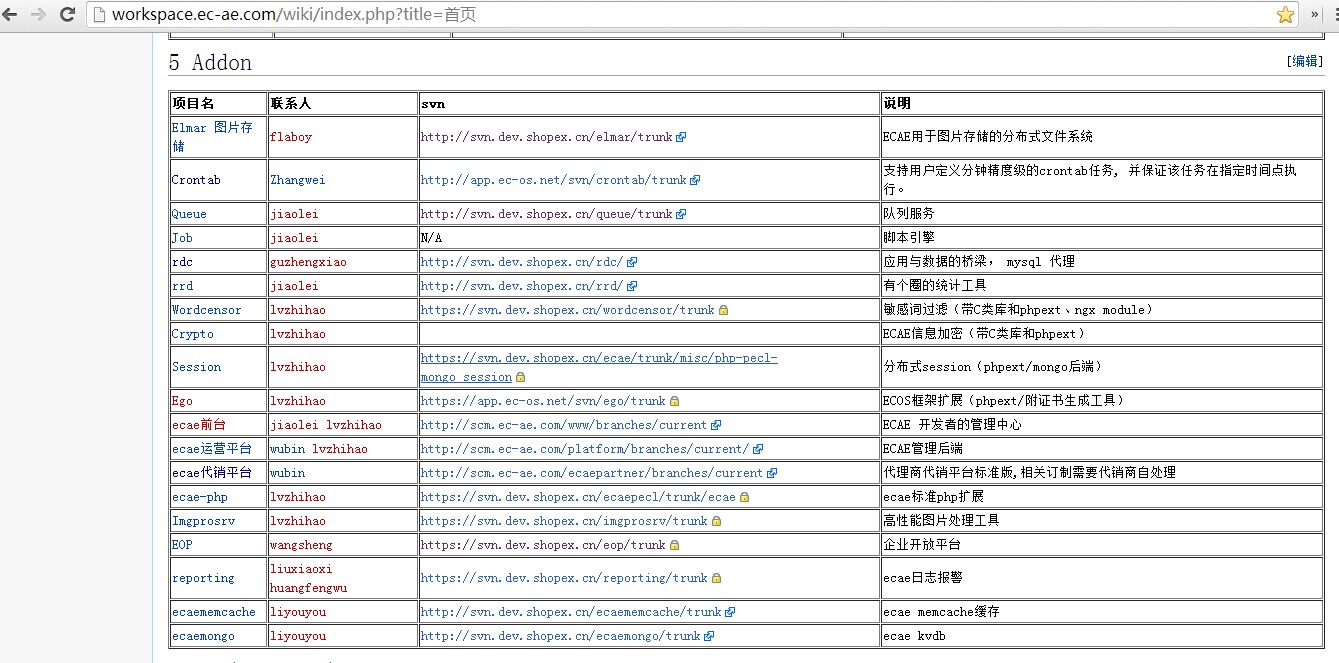 workspace.ec-ae.com/wiki/index.php?title=首页
»
5 Addon
[编辑]
项目名 联系人 svn 说明
Elmar 图片存
储 flaboy http://svn.dev.shopex.cn/elmar/trunk ECAE用于图片存储的分布式文件系统
Crontab Zhangwei http://app.ec-os.net/svn/crontab/trunk 支持用户定义分钟精度级的crontab任务, 并保证该任务在指定时间点执
行。
Queue jiaolei http://svn.dev.shopex.cn/queue/trunk 队列服务
Job jiaolei N/A 脚本引擎
rdc guzhengxiao http://svn.dev.shopex.cn/rdc/ 应用与数据的桥梁, mysql 代理
rrd jiaolei http://svn.dev.shopex.cn/rrd/ 有个圈的统计工具
Wordcensor lvzhihao https://svn.dev.shopex.cn/wordcensor/trunk 敏感词过滤（带C类库和phpext、ngx module）
Crypto lvzhihao ECAE信息加密（带C类库和phpext）
Session lvzhihao https://svn.dev.shopex.cn/ecae/trunk/misc/php-pecl-
mongo_session 分布式session（phpext/mongo后端）
Ego lvzhihao https://app.ec-os.net/svn/ego/trunk ECOS框架扩展（phpext/附证书生成工具）
ecae前台 jiaolei lvzhihao http://scm.ec-ae.com/www/branches/current ECAE 开发者的管理中心
ecae运营平台 wubin lvzhihao http://scm.ec-ae.com/platform/branches/current/ ECAE管理后端
ecae代销平台 wubin http://scm.ec-ae.com/ecaepartner/branches/current 代理商代销平台标准版,相关订制需要代销商自处理
ecae-php lvzhihao https://svn.dev.shopex.cn/ecaepecl/trunk/ecae ecae标准php扩展
Imgprosrv lvzhihao https://svn.dev.shopex.cn/imgprosrv/trunk 高性能图片处理工具
EOP wangsheng https://svn.dev.shopex.cn/eop/trunk 企业开放平台
reporting liuxiaoxi
huangfengwu https://svn.dev.shopex.cn/reporting/trunk ecae日志报警
ecaememcache liyouyou http://svn.dev.shopex.cn/ecaememcache/trunk ecae memcache缓存
ecaemongo liyouyou http://svn.dev.shopex.cn/ecaemongo/trunk ecae kvdb